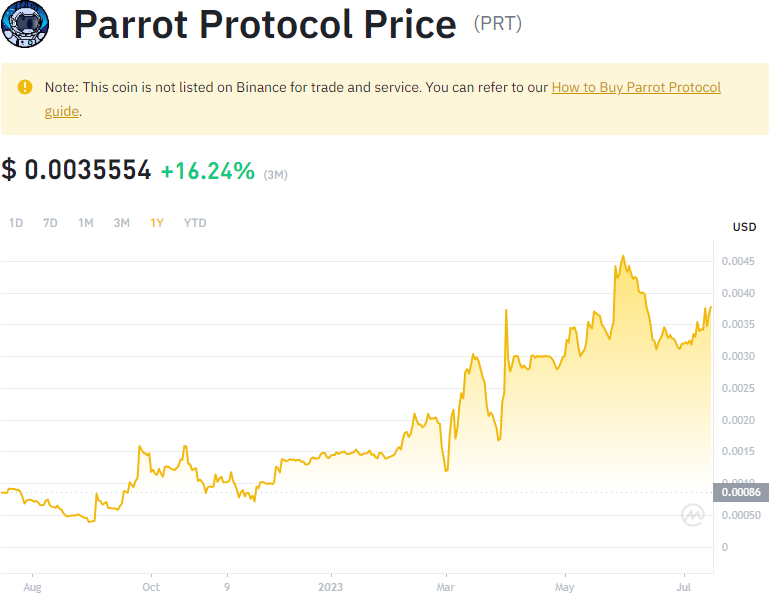 Parrot Protocol Price (PRT)
Note: This coin is not listed on Binance for trade and service. You can refer to our How to Buy Parrot Protocol
guide.
$ 0.0035554 +16.24% (3M)
1D 7D 1M 3M 1Y YTD
USD
0.0045
0.0040
0.0035
0.0030
0.0025
0.0020
0.0015
0.0010
0.00086
0.00050
0
Aug Oct 9 2023 Mar May Jul